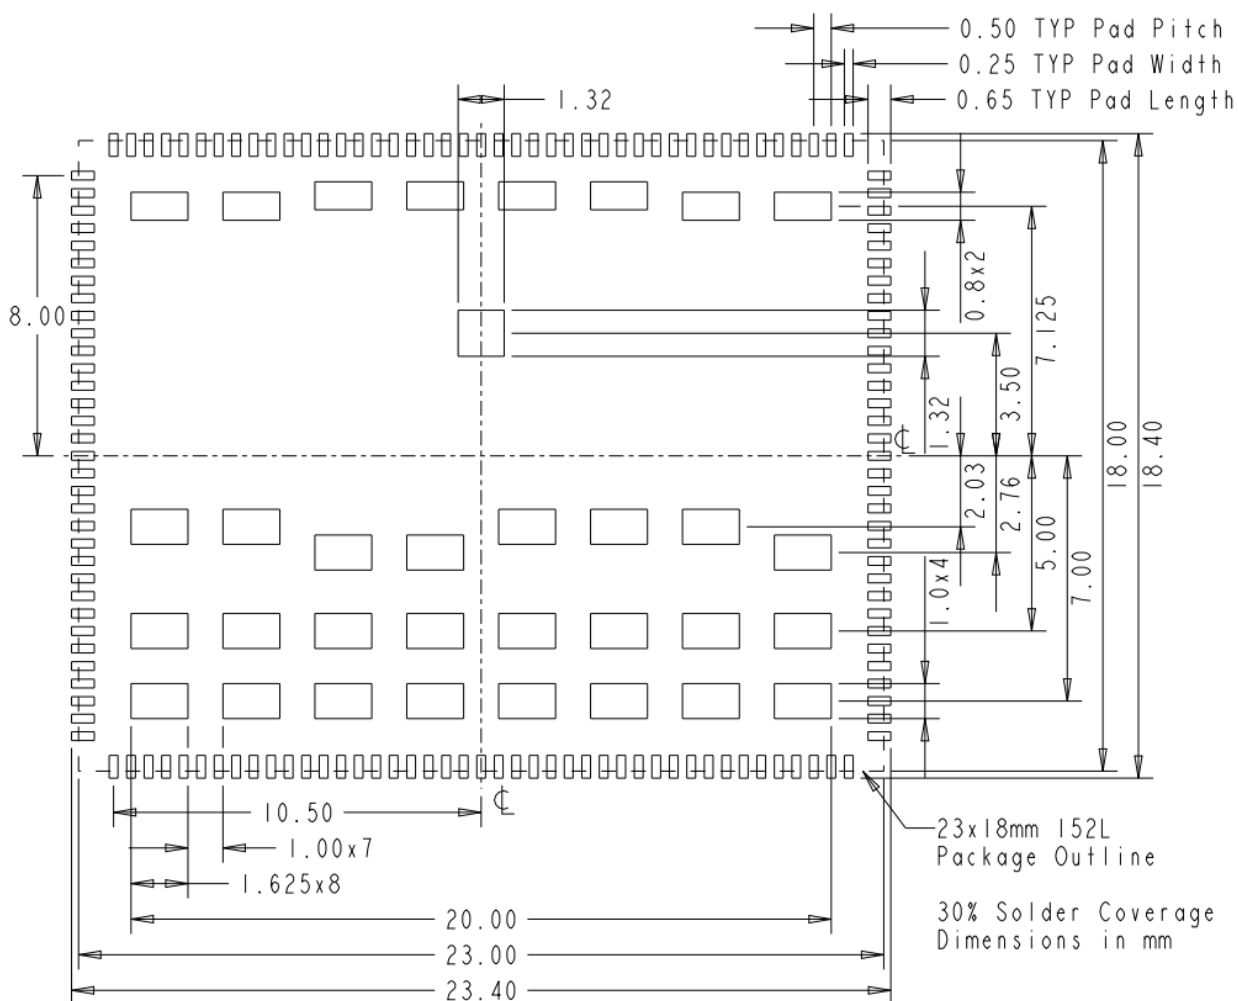 0.50 TYP Pad Pitch
0.25 TYP Pad Width
0.65 TYP Pad Length
1.32
8.00
0.8x2
7.125
3.50
1.32
℄
18.00
18.40
2.03
2.76
5.00
7.00
1.0x4
10.50
℄
1.00x7
1.625x8
20.00
23.00
23.40
23x18mm 152L
Package Outline
30% Solder Coverage
Dimensions in mm